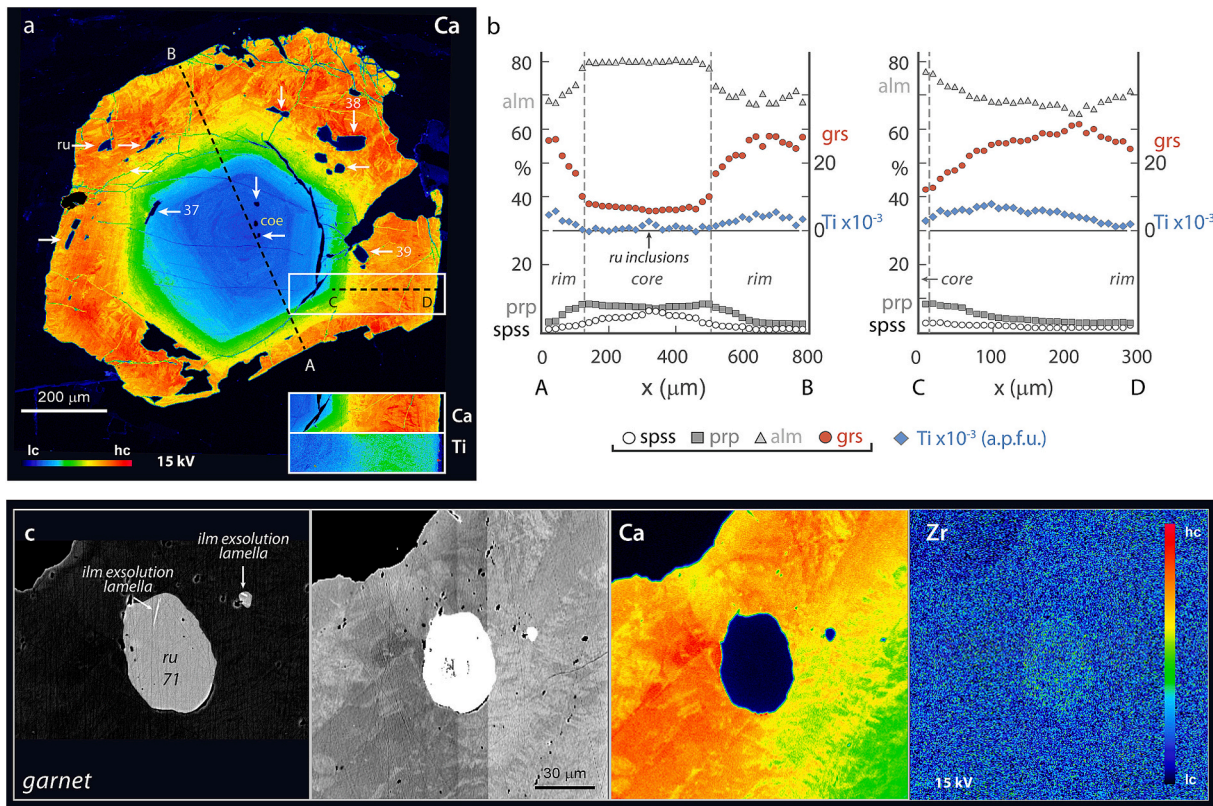 a
Ca
B
38
ru
37
coe
39
C
D
A
200 μm
lc
hc
15 kV
Ca
Ti
b
80
alm
60
%
40
20
prp
spss
grs
20
Ti x10⁻³
0
ru inclusions
rim
core
rim
0
200
400
600
800
A
x (μm)
B
80
alm
60
%
40
20
prp
spss
grs
20
Ti x10⁻³
0
core
rim
0
100
200
300
C
x (μm)
D
spss
prp
alm
grs
Ti x10⁻³ (a.p.f.u.)
c
ilm exsolution
lamella
ilm exsolution
lamella
ru
71
garnet
30 μm
Ca
Zr
hc
lc
15 kV